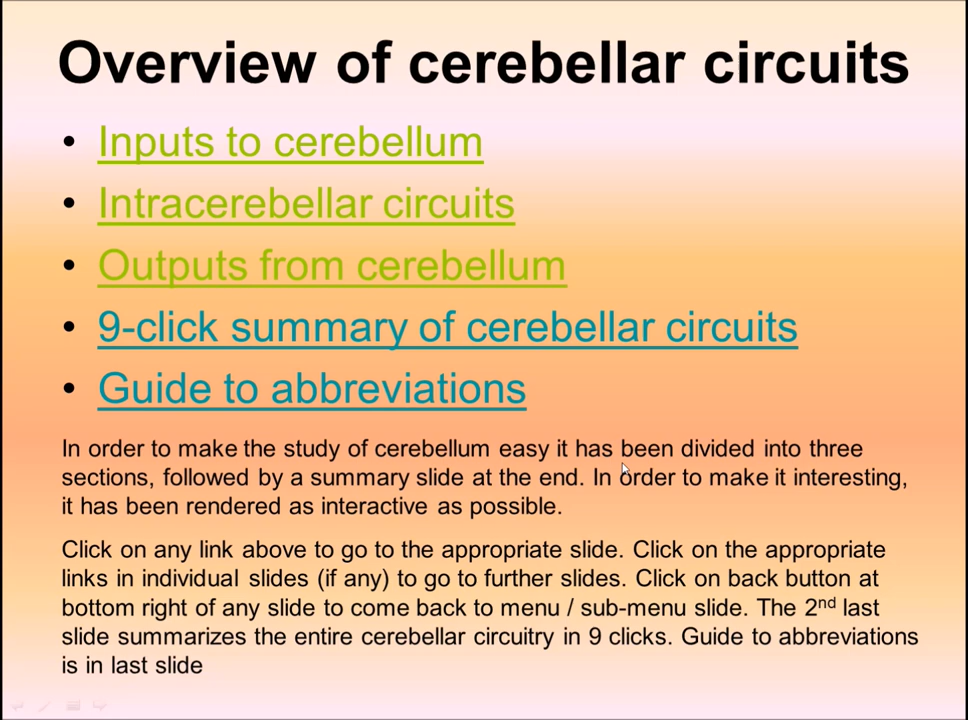 Overview of cerebellar circuits
• Inputs to cerebellum
• Intracerebellar circuits
• Outputs from cerebellum
• 9-click summary of cerebellar circuits
• Guide to abbreviations
In order to make the study of cerebellum easy it has been divided into three
sections, followed by a summary slide at the end. In order to make it interesting,
it has been rendered as interactive as possible.
Click on any link above to go to the appropriate slide. Click on the appropriate
links in individual slides (if any) to go to further slides. Click on back button at
bottom right of any slide to come back to menu / sub-menu slide. The 2nd last
slide summarizes the entire cerebellar circuitry in 9 clicks. Guide to abbreviations
is in last slide